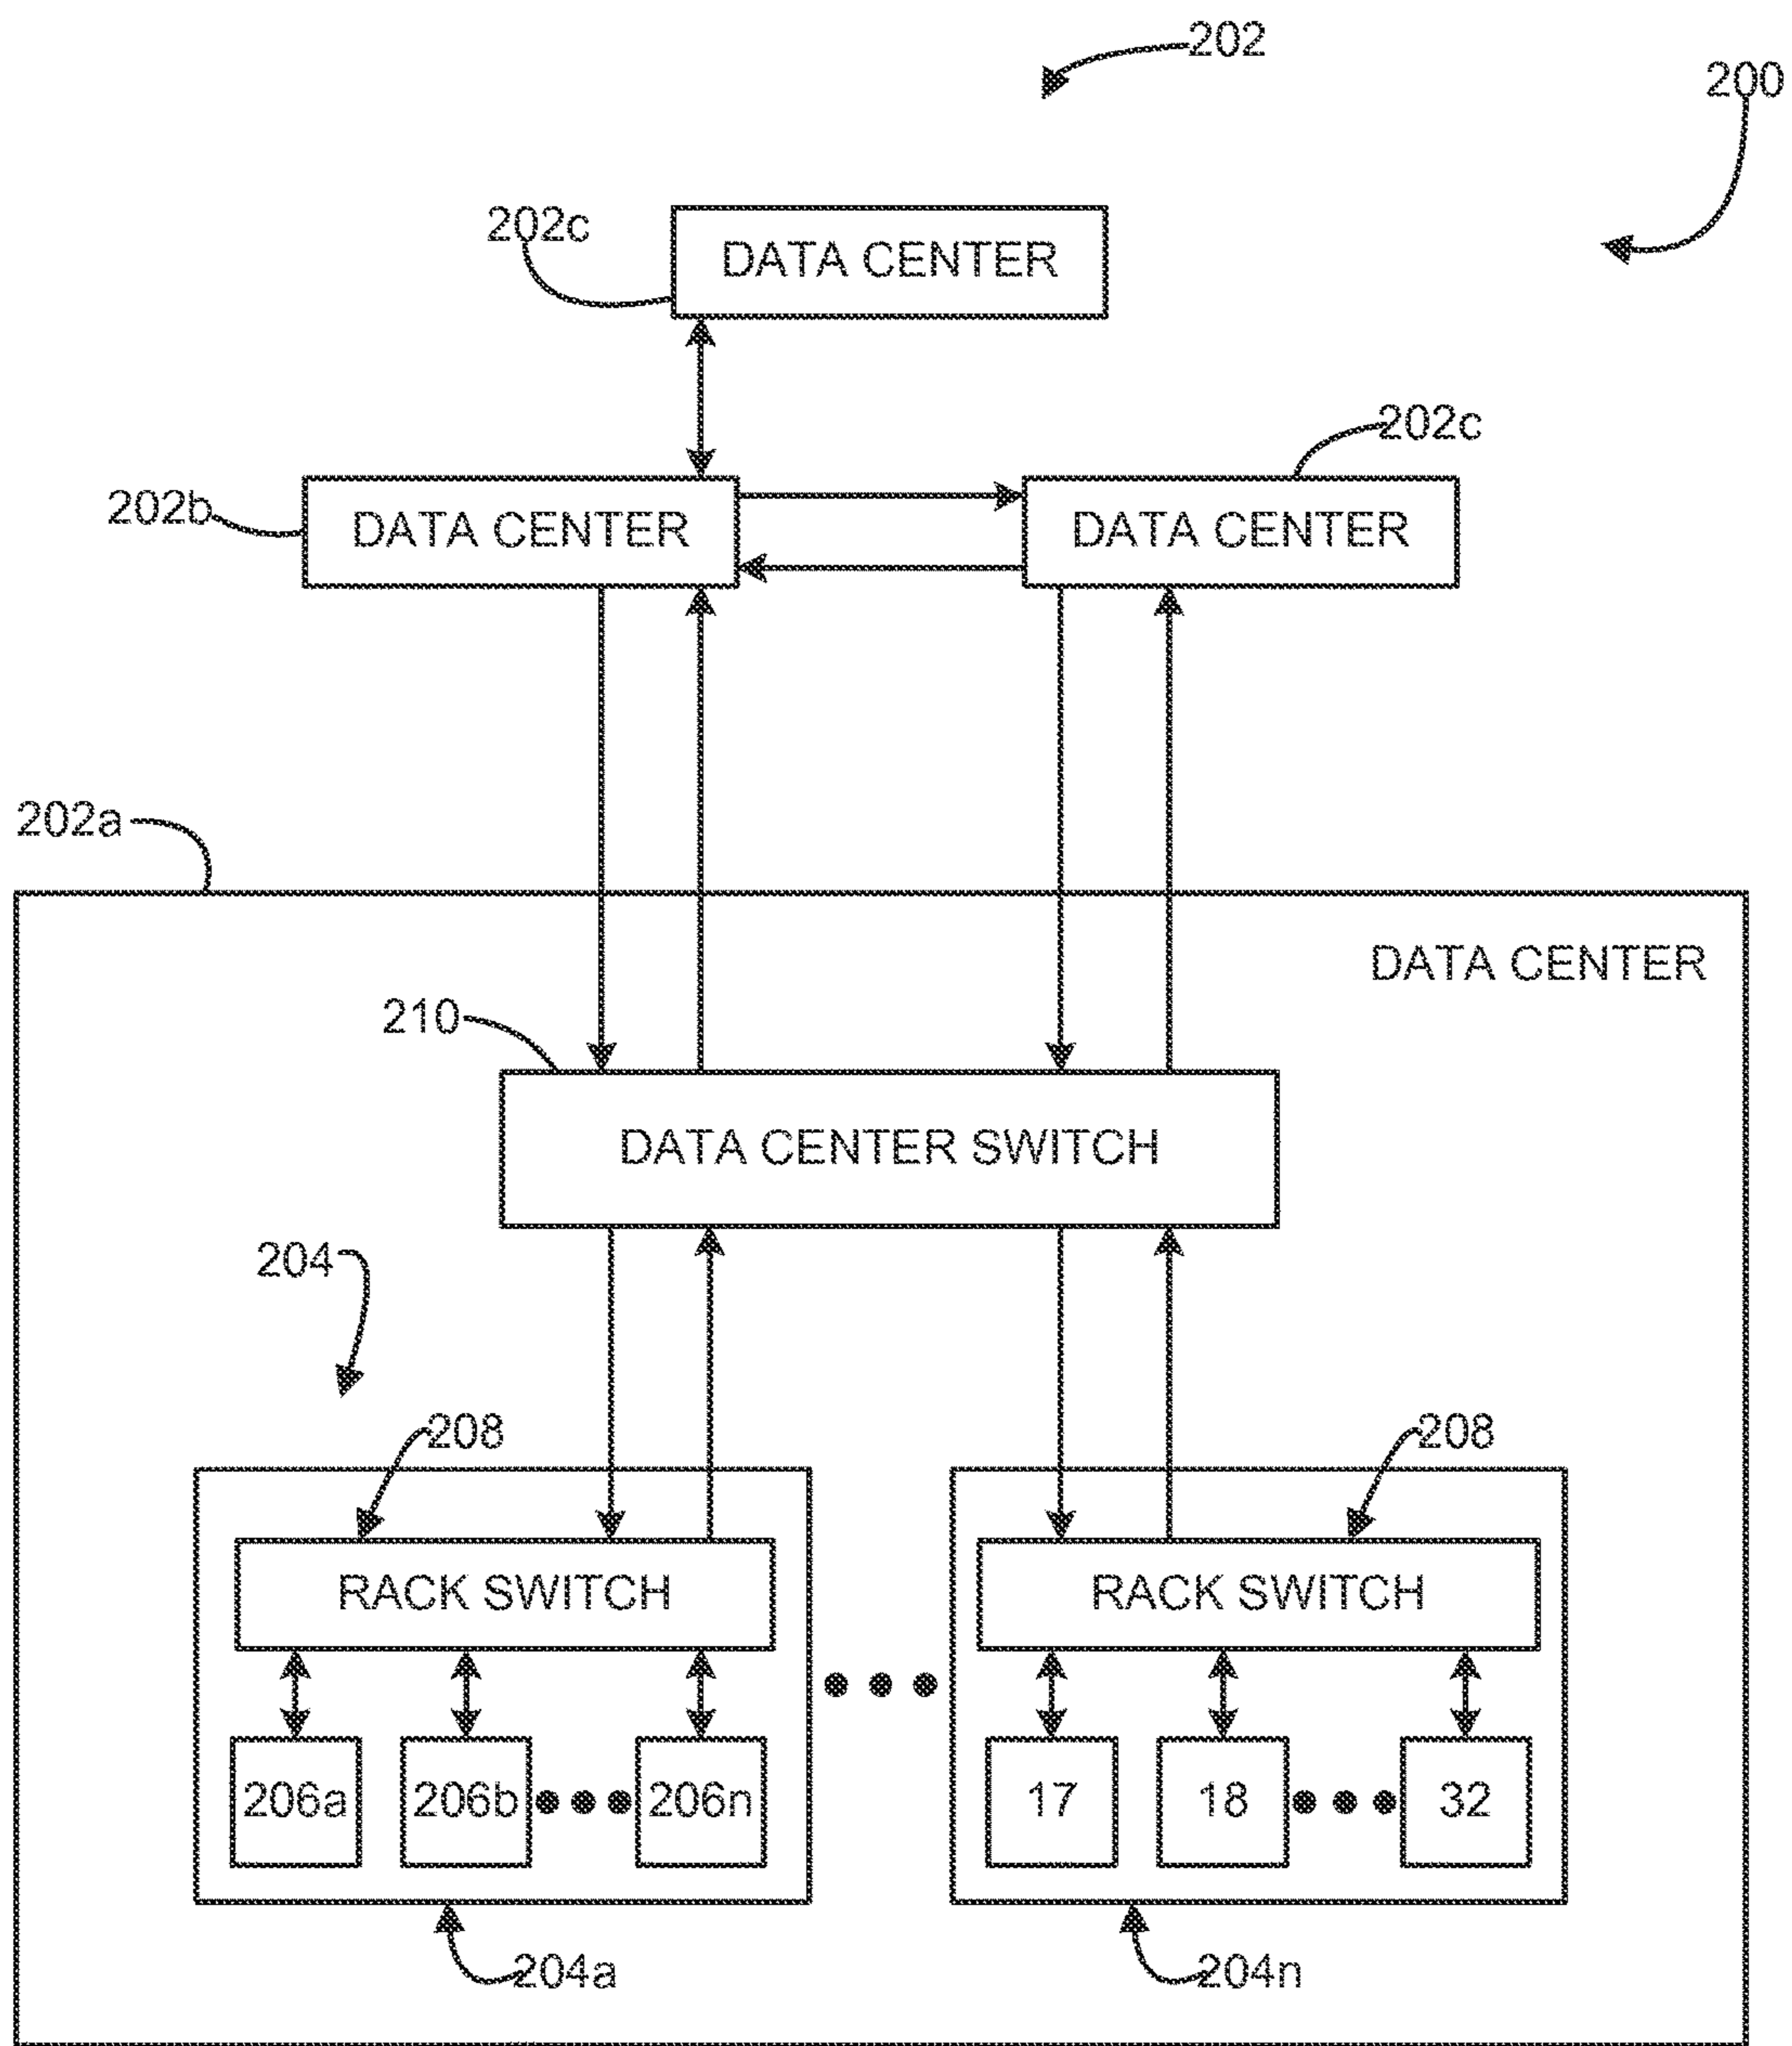 202
200
202c
DATA CENTER
202c
202b
DATA CENTER
DATA CENTER
202a
DATA CENTER
210
DATA CENTER SWITCH
204
208
208
RACK SWITCH
RACK SWITCH
206a
206b
206n
17
18
32
204a
204n